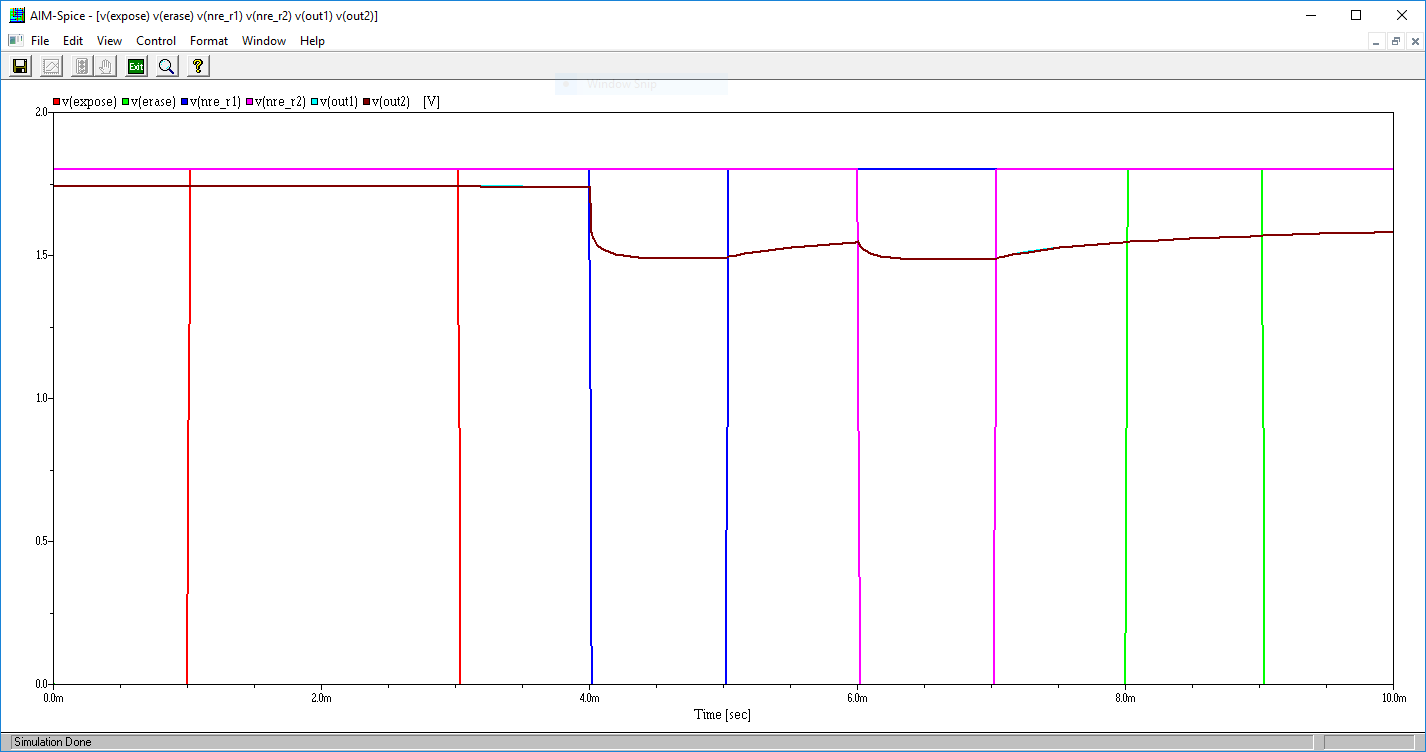 AIM-Spice - [v(expose) v(erase) v(nre_r1) v(nre_r2) v(out1) v(out2)]
File Edit View Control Format Window Help
Exit
?
Window Snip
v(expose) v(erase) v(nre_r1) v(nre_r2) v(out1) v(out2) [V]
2.0
1.5
1.0
0.5
0.0
0.0m 2.0m 4.0m 6.0m 8.0m 10.0m
Time [sec]
Simulation Done